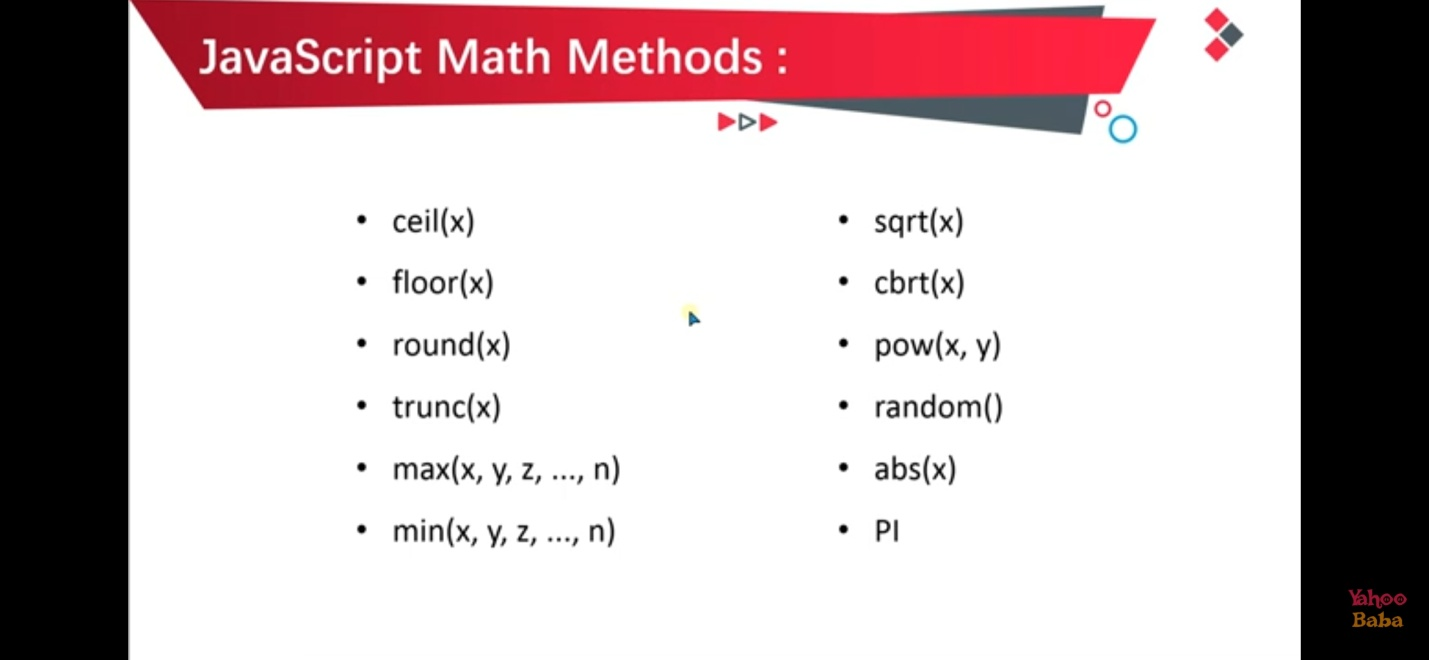 JavaScript Math Methods :
• ceil(x)
• floor(x)
• round(x)
• trunc(x)
• max(x, y, z, ..., n)
• min(x, y, z, ..., n)
• sqrt(x)
• cbrt(x)
• pow(x, y)
• random()
• abs(x)
• PI
Yahoo
Baba